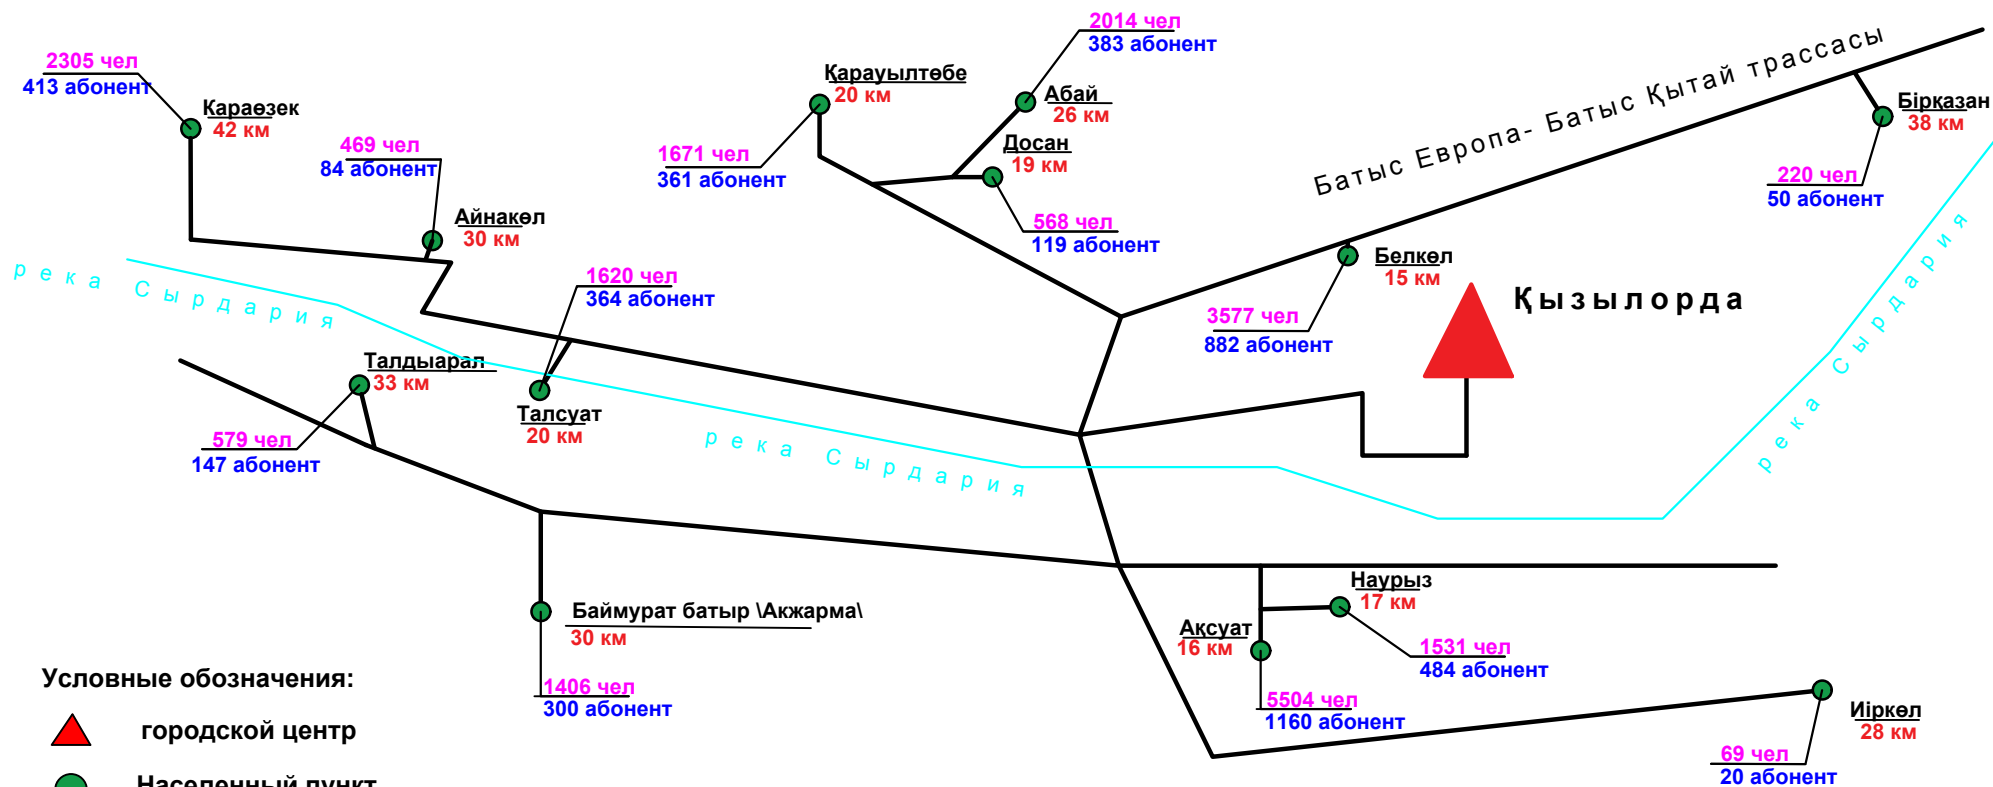 2305 чел
413 абонент
Караөзек
42 км
469 чел
84 абонент
Айнакөл
30 км
1620 чел
364 абонент
Талсуат
20 км
Талдыарал
33 км
579 чел
147 абонент
Қарауылтөбе
20 км
1671 чел
361 абонент
2014 чел
383 абонент
Абай
26 км
Досан
19 км
568 чел
119 абонент
Батыс Европа- Батыс Қытай трассасы
Бірказан
38 км
220 чел
50 абонент
Белкөл
15 км
3577 чел
882 абонент
Қызылорда
река Сырдария
река Сырдария
река Сырдария
Баймурат батыр \Акжарма\
30 км
1406 чел
300 абонент
Наурыз
17 км
1531 чел
484 абонент
Ақсуат
16 км
5504 чел
1160 абонент
Иіркөл
28 км
69 чел
20 абонент
Условные обозначения:
городской центр
Населенный пункт